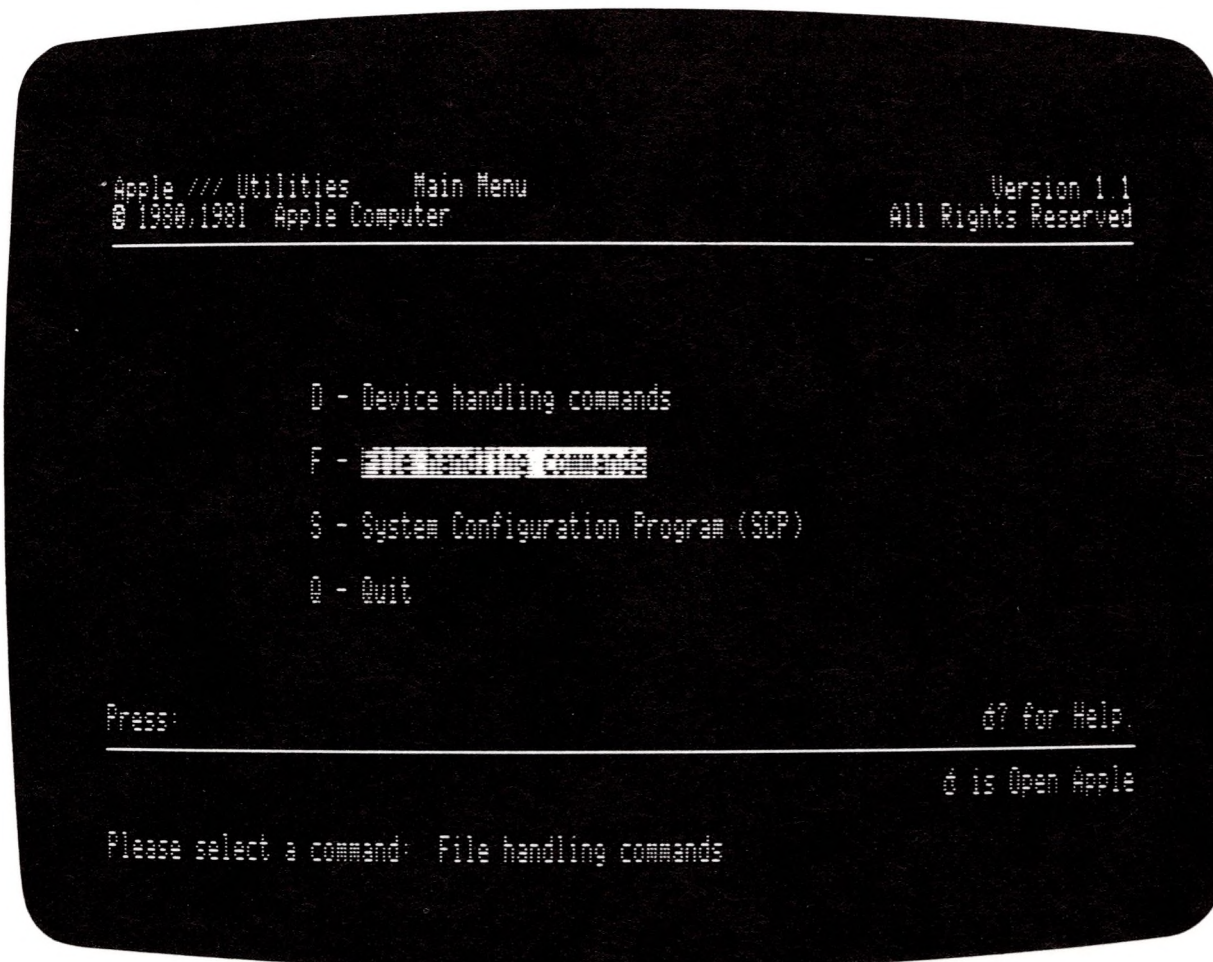 Apple /// Utilities Main Menu Version 1.1
© 1980,1981 Apple Computer All Rights Reserved
D - Device handling commands
F - File handling commands
S - System Configuration Program (SCP)
Q - Quit
Press: ? for Help.
is Open Apple
Please select a command: File handling commands